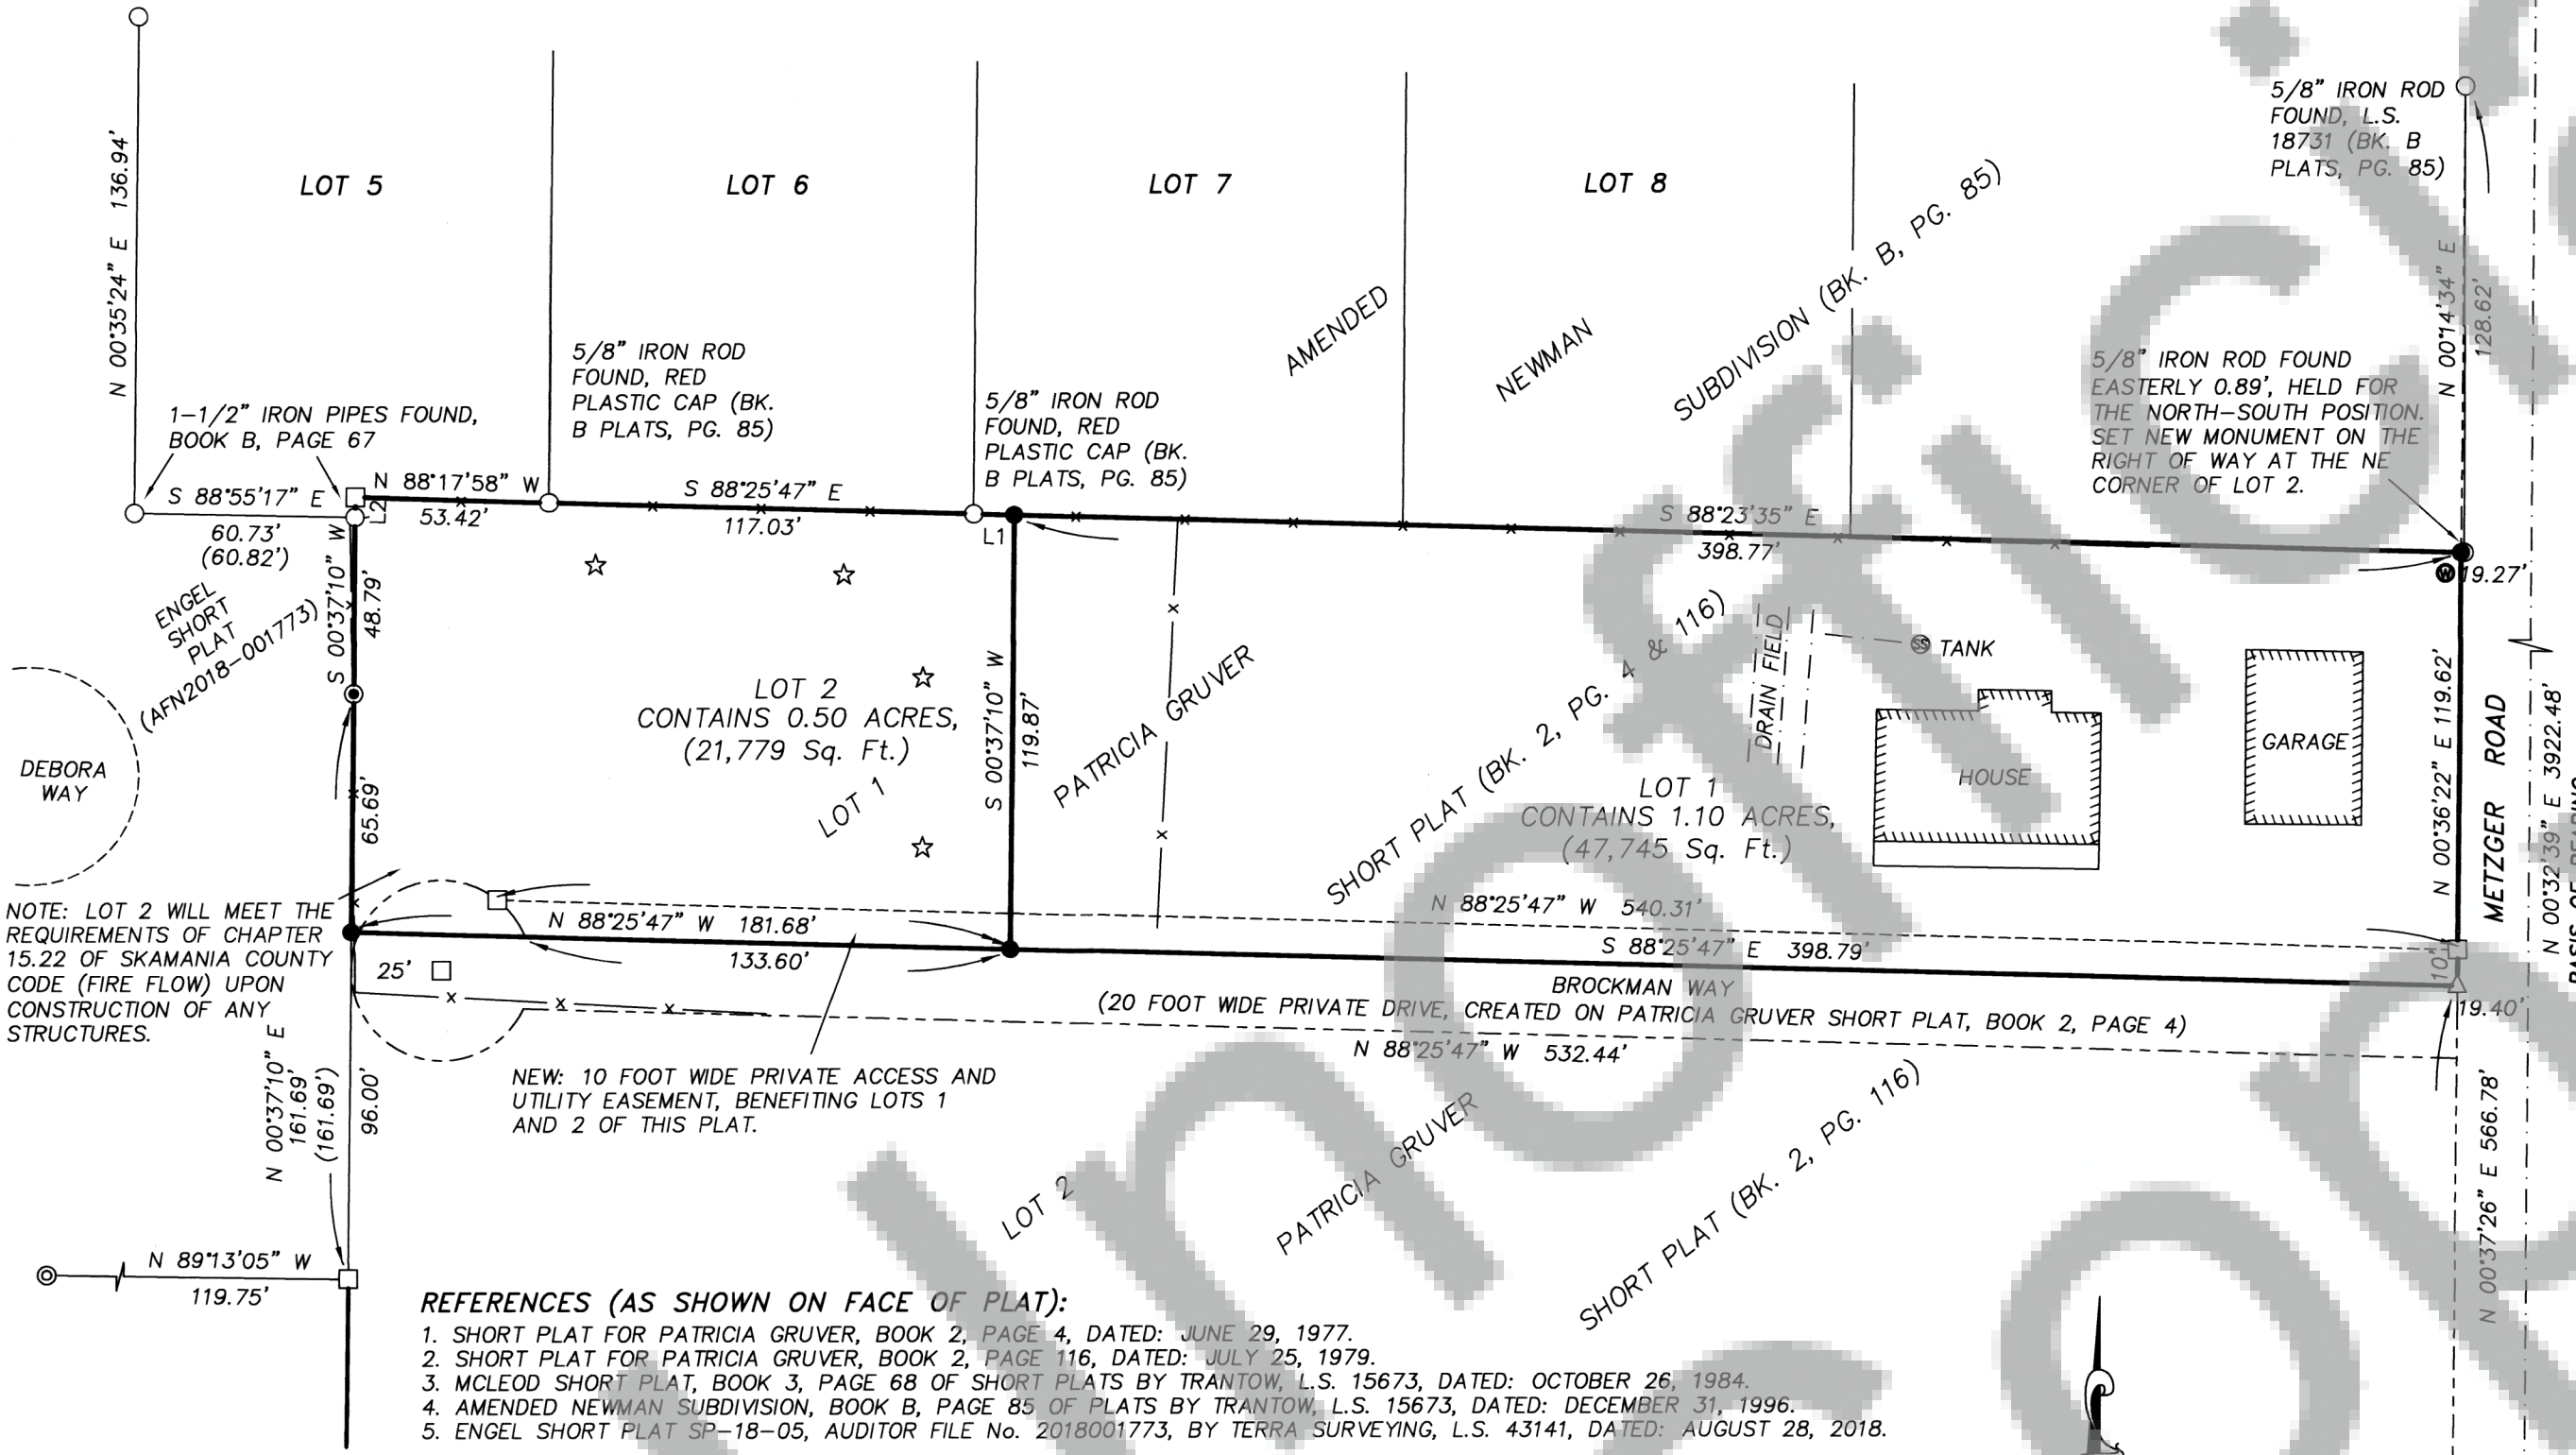 5/8” IRON ROD
FOUND, L.S.
18731 (BK. B
PLATS, PG. 85)
N 00°35'24” E 136.94'
LOT 5
LOT 6
LOT 7
LOT 8
AMENDED
NEWMAN
SUBDIVISION (BK. B, PG. 85)
N 00°14'34” E
128.62'
5/8” IRON ROD
FOUND, RED
PLASTIC CAP (BK.
B PLATS, PG. 85)
5/8” IRON ROD
FOUND, RED
PLASTIC CAP (BK.
B PLATS, PG. 85)
5/8” IRON ROD FOUND
EASTERLY 0.89', HELD FOR
THE NORTH-SOUTH POSITION.
SET NEW MONUMENT ON THE
RIGHT OF WAY AT THE NE
CORNER OF LOT 2.
1-1/2” IRON PIPES FOUND,
BOOK B, PAGE 67
S 88°55'17” E
60.73'
(60.82')
L2
N 88°17'58” W
53.42'
S 88°25'47” E
117.03'
L1
S 88°23'35” E
398.77'
W
19.27'
ENGEL
SHORT
PLAT
(AFN2018-001773)
S 00°37'10” W
48.79'
65.69'
DEBORA
WAY
LOT 2
CONTAINS 0.50 ACRES,
(21,779 Sq. Ft.)
LOT 1
S 00°37'10” W
119.87'
PATRICIA GRUVER
SHORT PLAT (BK. 2, PG. 4 & 116)
DRAIN FIELD
SS
TANK
HOUSE
GARAGE
LOT 1
CONTAINS 1.10 ACRES,
(47,745 Sq. Ft.)
N 00°36'22” E 119.62'
METZGER ROAD
N 00°32'39” E 3922.48'
BASIS OF BEARING
NOTE: LOT 2 WILL MEET THE
REQUIREMENTS OF CHAPTER
15.22 OF SKAMANIA COUNTY
CODE (FIRE FLOW) UPON
CONSTRUCTION OF ANY
STRUCTURES.
N 88°25'47” W 181.68'
133.60'
25'
N 88°25'47” W 540.31'
S 88°25'47” E 398.79'
10'
19.40'
BROCKMAN WAY
(20 FOOT WIDE PRIVATE DRIVE, CREATED ON PATRICIA GRUVER SHORT PLAT, BOOK 2, PAGE 4)
N 88°25'47” W 532.44'
N 00°37'10” E
161.69'
(161.69')
96.00'
NEW: 10 FOOT WIDE PRIVATE ACCESS AND
UTILITY EASEMENT, BENEFITING LOTS 1
AND 2 OF THIS PLAT.
LOT 2
PATRICIA GRUVER
SHORT PLAT (BK. 2, PG. 116)
N 00°37'26” E 566.78'
N 89°13'05” W
119.75'
REFERENCES (AS SHOWN ON FACE OF PLAT):
1. SHORT PLAT FOR PATRICIA GRUVER, BOOK 2, PAGE 4, DATED: JUNE 29, 1977.
2. SHORT PLAT FOR PATRICIA GRUVER, BOOK 2, PAGE 116, DATED: JULY 25, 1979.
3. MCLEOD SHORT PLAT, BOOK 3, PAGE 68 OF SHORT PLATS BY TRANTOW, L.S. 15673, DATED: OCTOBER 26, 1984.
4. AMENDED NEWMAN SUBDIVISION, BOOK B, PAGE 85 OF PLATS BY TRANTOW, L.S. 15673, DATED: DECEMBER 31, 1996.
5. ENGEL SHORT PLAT SP-18-05, AUDITOR FILE No. 2018001773, BY TERRA SURVEYING, L.S. 43141, DATED: AUGUST 28, 2018.